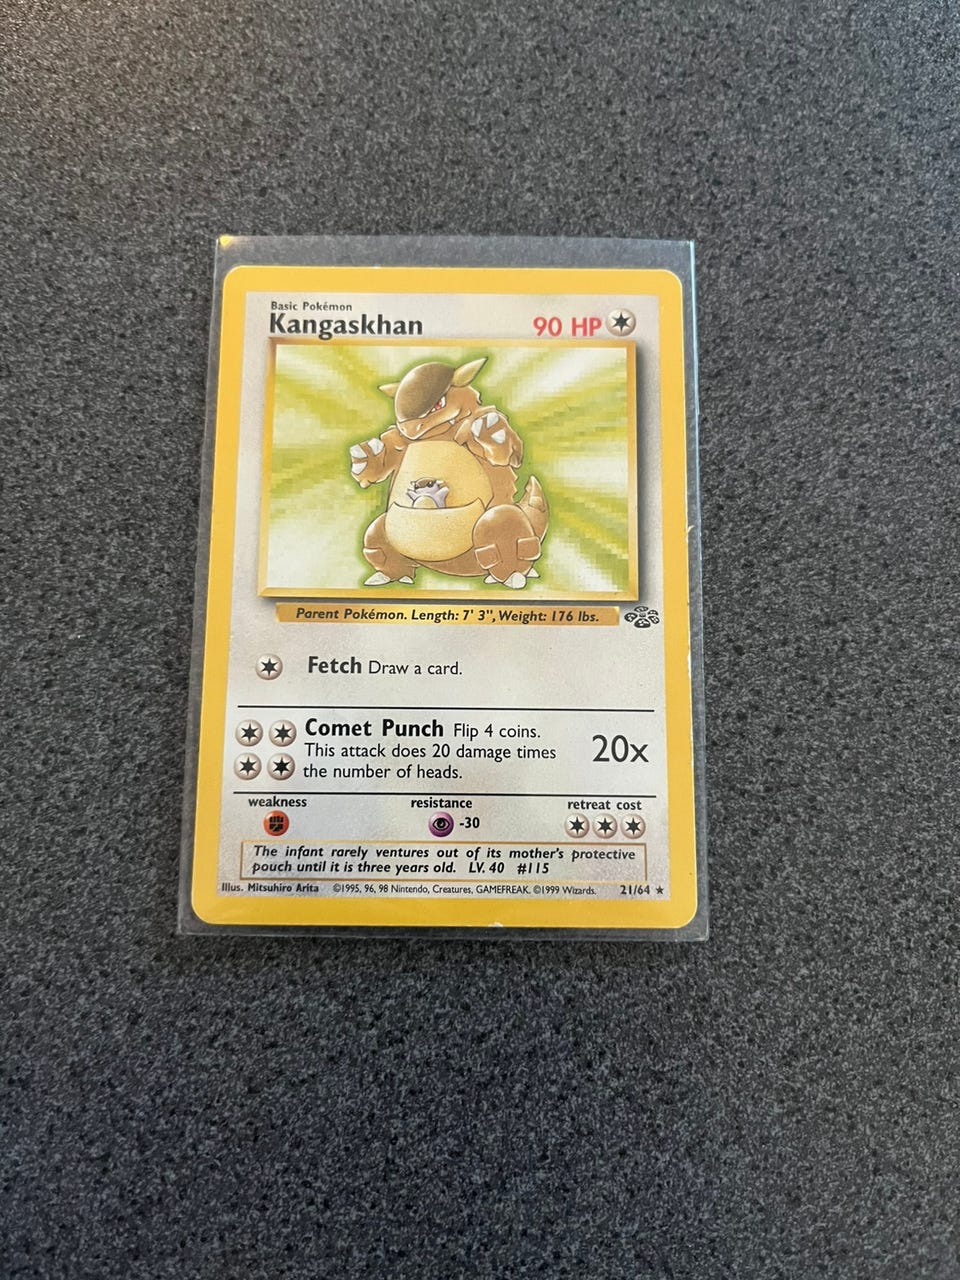 Basic Pokémon
Kangaskhan 90 HP
Parent Pokémon. Length: 7' 3", Weight: 176 lbs.
Fetch Draw a card.
Comet Punch Flip 4 coins.
This attack does 20 damage times
the number of heads.
20x
weakness resistance retreat cost
-30
The infant rarely ventures out of its mother's protective
pouch until it is three years old. LV. 40 #115
Illus. Mitsuhiro Arita ©1995, 96, 98 Nintendo, Creatures, GAMEFREAK. ©1999 Wizards. 21/64 ★